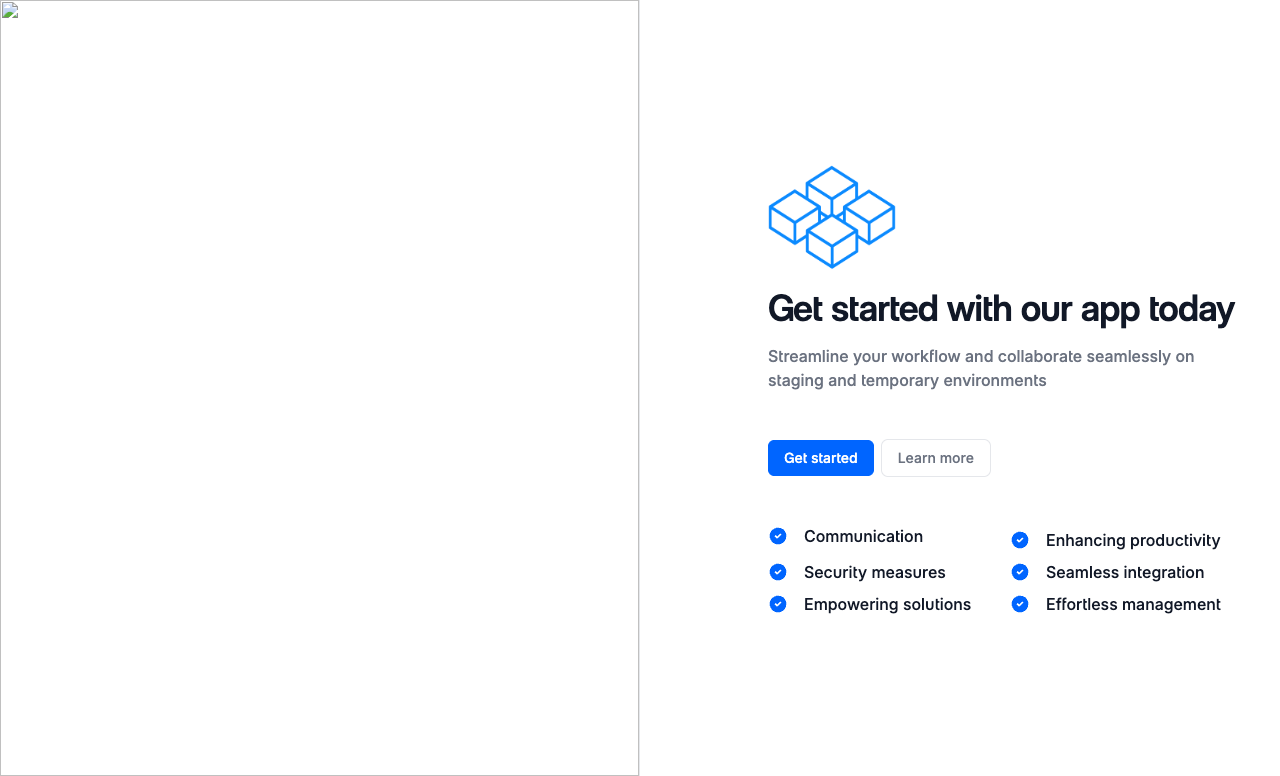 Get started with our app today
Streamline your workflow and collaborate seamlessly on
staging and temporary environments
Get started
Learn more
Communication
Enhancing productivity
Security measures
Seamless integration
Empowering solutions
Effortless management